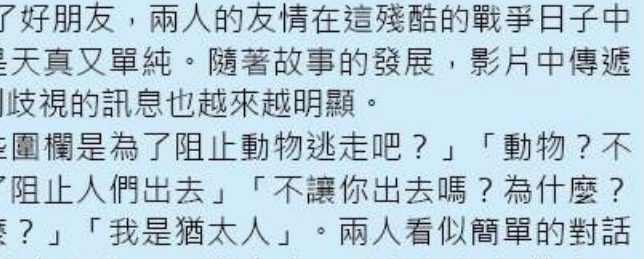 了好朋友，兩人的友情在這殘酷的戰爭日子中
是天真又單純。隨著故事的發展，影片中傳遞
歧視的訊息也越來越明顯。
圍欄是為了阻止動物逃走吧？」「動物？不
了阻止人們出去」「不讓你出去嗎？為什麼？
麼？」「我是猶太人」。兩人看似簡單的對話